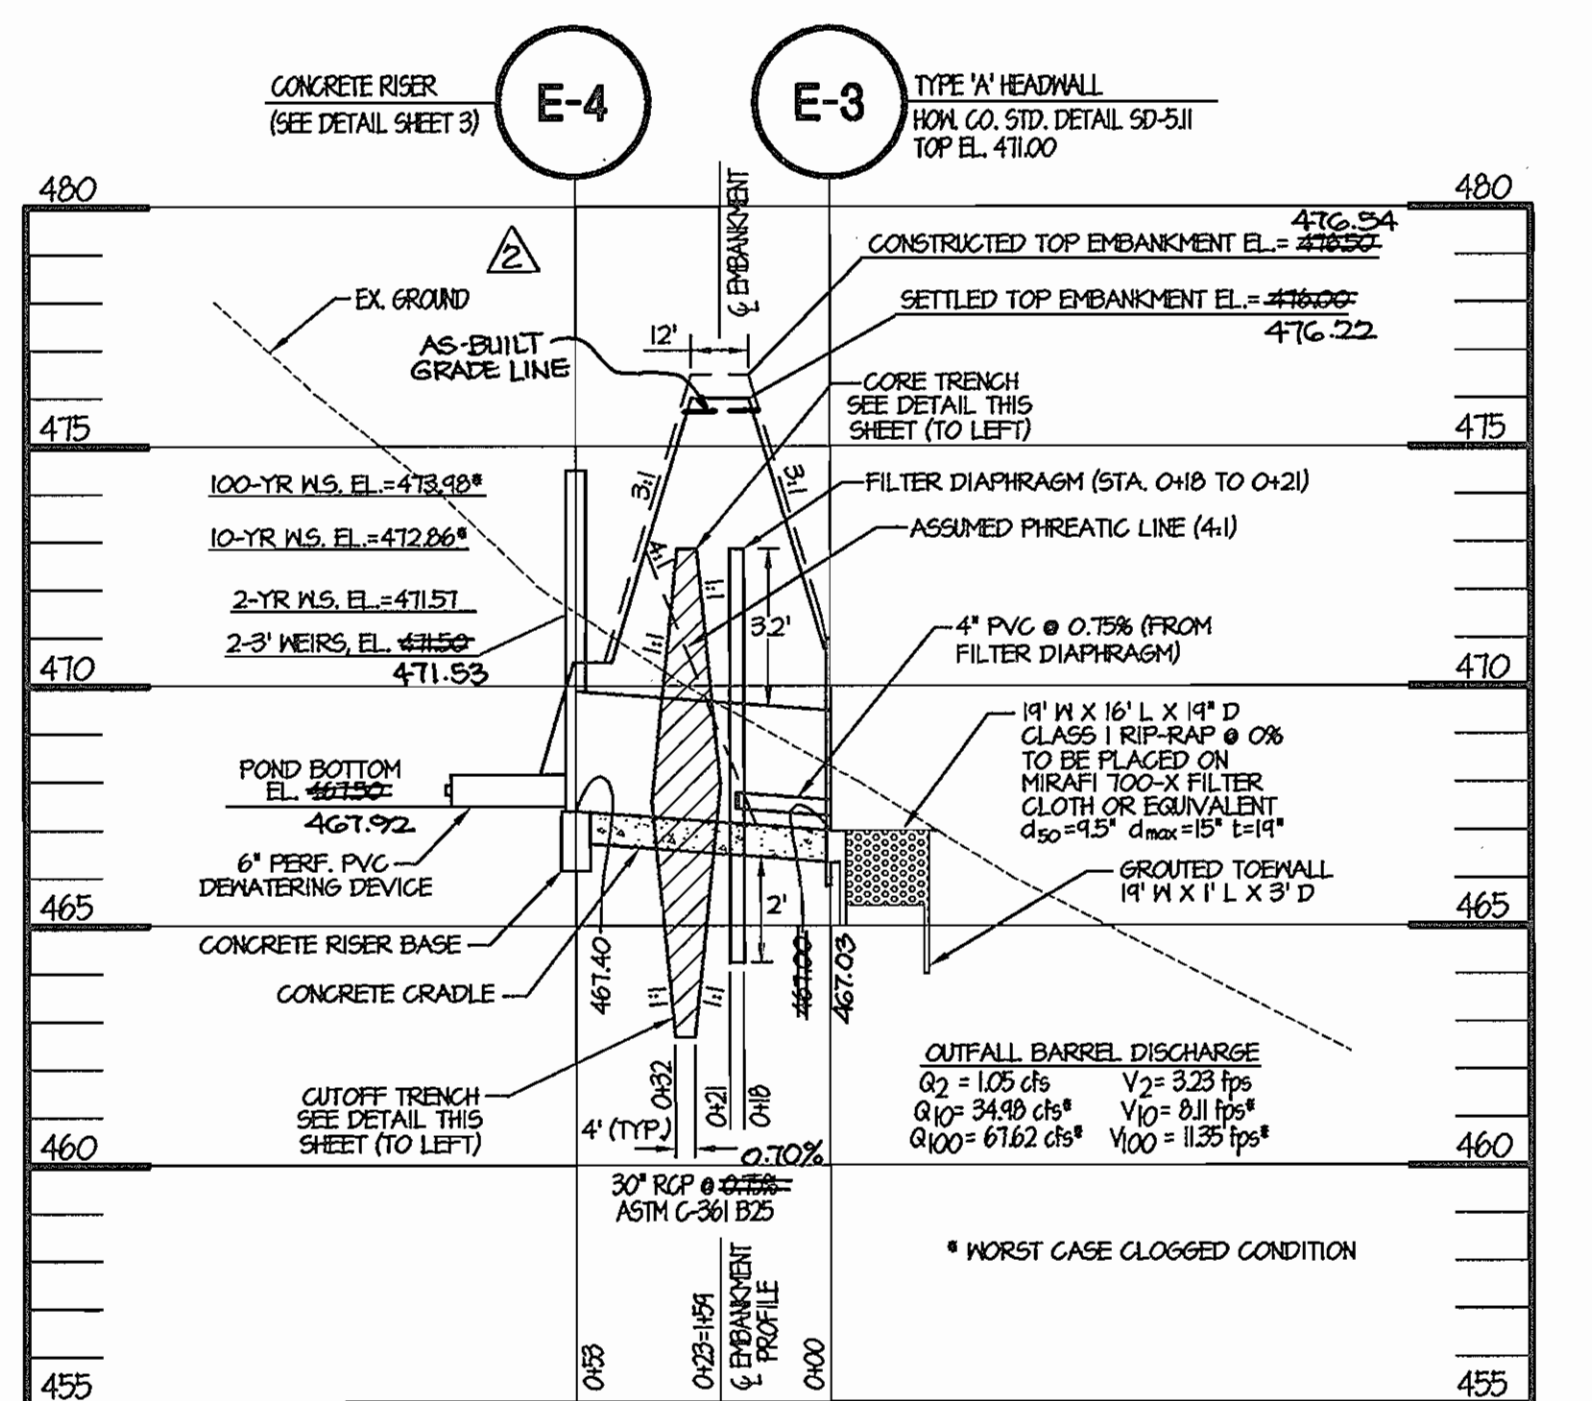 CONCRETE RISER
(SEE DETAIL SHEET 3)
E-4
E-3
TYPE 'A' HEADWALL
HOW. CO. STD. DETAIL SD-5.11
TOP EL. 471.00
480
480
℄ EMBANKMENT
2
476.54
CONSTRUCTED TOP EMBANKMENT EL.= 476.50
EX. GROUND
SETTLED TOP EMBANKMENT EL.= 476.00
476.22
AS-BUILT
GRADE LINE
12'
CORE TRENCH
SEE DETAIL THIS
SHEET (TO LEFT)
475
475
100-YR W.S. EL.=473.98*
3:1
3:1
FILTER DIAPHRAGM (STA. 0+18 TO 0+21)
10-YR W.S. EL.=472.86*
4:1
ASSUMED PHREATIC LINE (4:1)
2-YR W.S. EL.=471.57
1:1
1:1
32'
2-3' WEIRS, EL. 471.50
471.53
4" PVC @ 0.75% (FROM
FILTER DIAPHRAGM)
470
470
19' W X 16' L X 19" D
CLASS I RIP-RAP @ 0%
TO BE PLACED ON
MIRAFI 700-X FILTER
CLOTH OR EQUIVALENT
d50=9.5" dmax=15" t=19"
POND BOTTOM
EL. 467.50
467.92
6" PERF. PVC
DEWATERING DEVICE
GROUTED TOEWALL
19' W X 1' L X 3' D
465
465
2'
CONCRETE RISER BASE
467.40
467.00
467.03
CONCRETE CRADLE
1:1
1:1
OUTFALL BARREL DISCHARGE
Q2 = 1.05 cfs V2= 3.23 fps
Q10= 34.98 cfs* V10= 8.11 fps*
Q100= 67.62 cfs* V100 = 11.35 fps*
CUTOFF TRENCH
SEE DETAIL THIS
SHEET (TO LEFT)
0+32
0+21
0+18
4' (TYP.)
460
460
0.70%
30" RCP @ 0.75%
ASTM C-361 B25
* WORST CASE CLOGGED CONDITION
0+53
0+23=1+59
℄ EMBANKMENT
PROFILE
0+00
455
455